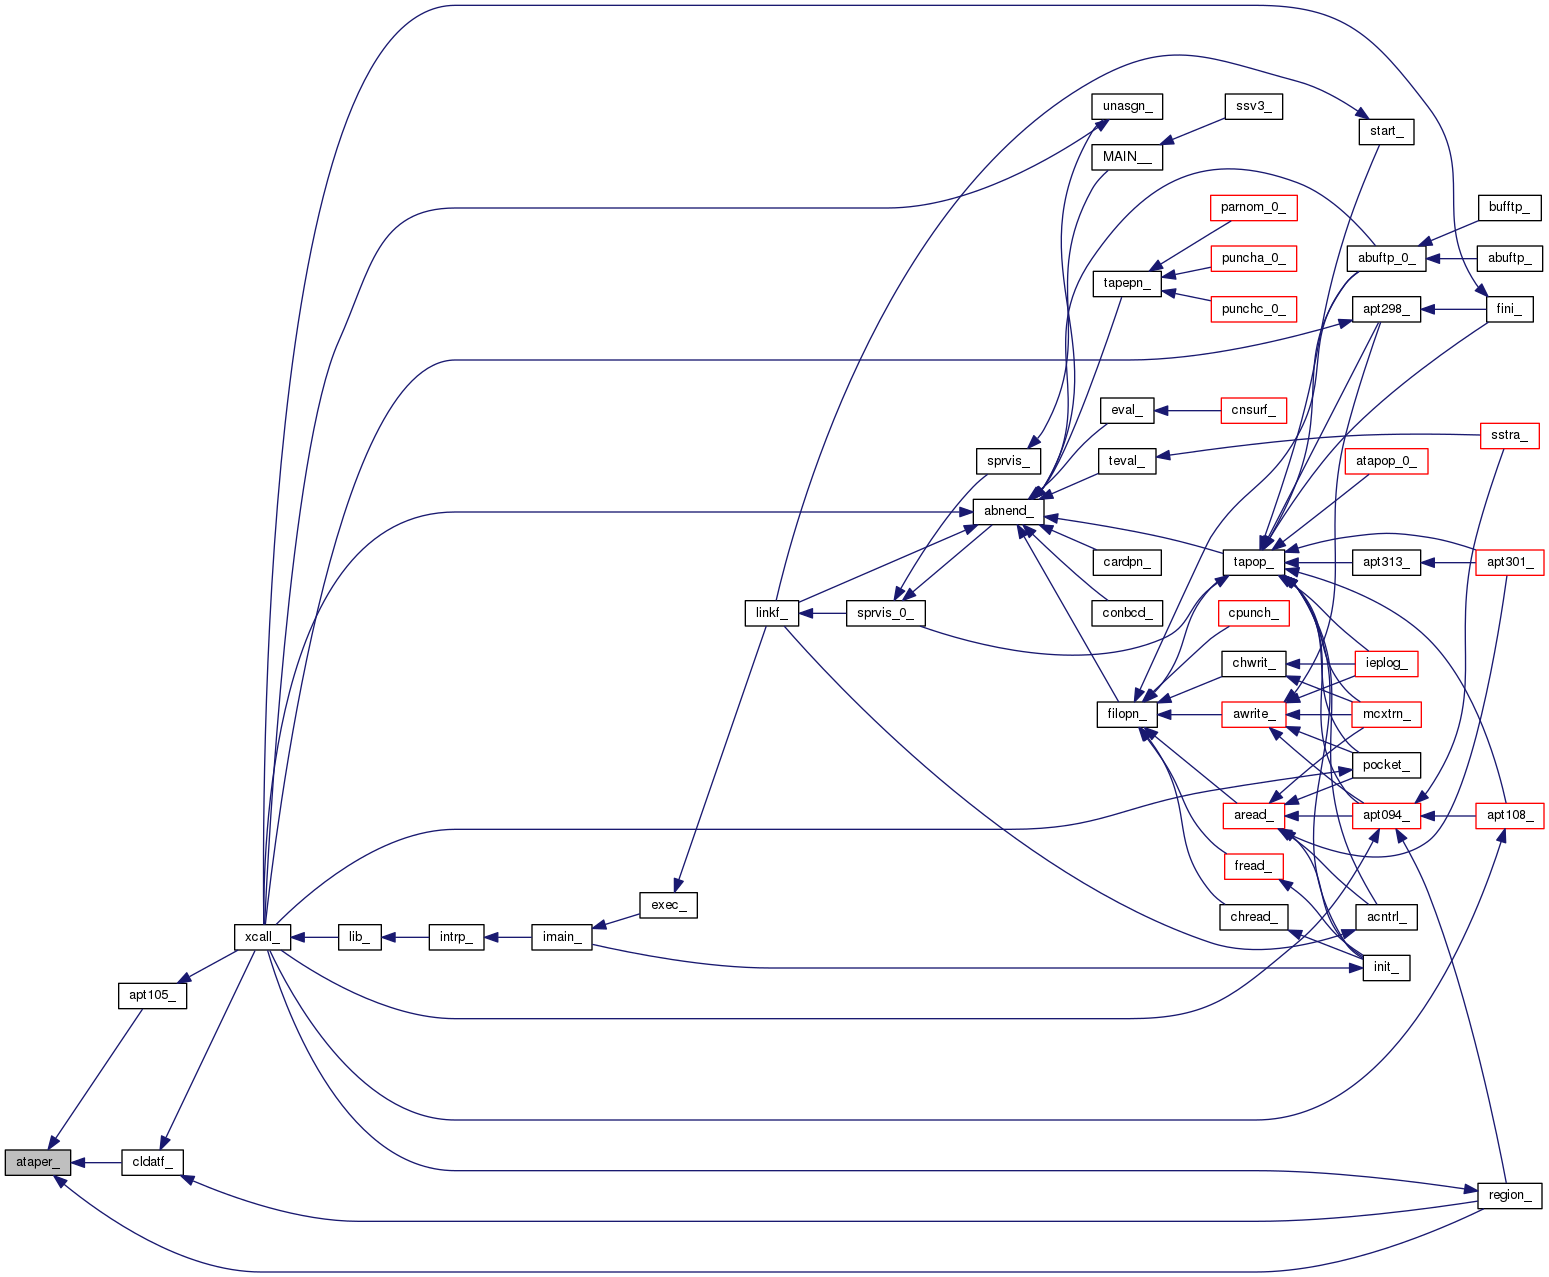 unasgn_
ssv3_
start_
MAIN__
parnom_0_
bufftp_
puncha_0_
abuftp_0_
abuftp_
tapepn_
punchc_0_
apt298_
fini_
eval_
cnsurf_
sstra_
sprvis_
teval_
atapop_0_
abnend_
cardpn_
tapop_
apt313_
apt301_
linkf_
sprvis_0_
conbcd_
cpunch_
chwrit_
ieplog_
filopn_
awrite_
mcxtrn_
pocket_
aread_
apt094_
apt108_
fread_
exec_
chread_
acntrl_
xcall_
lib_
intrp_
imain_
init_
apt105_
ataper_
cldatf_
region_